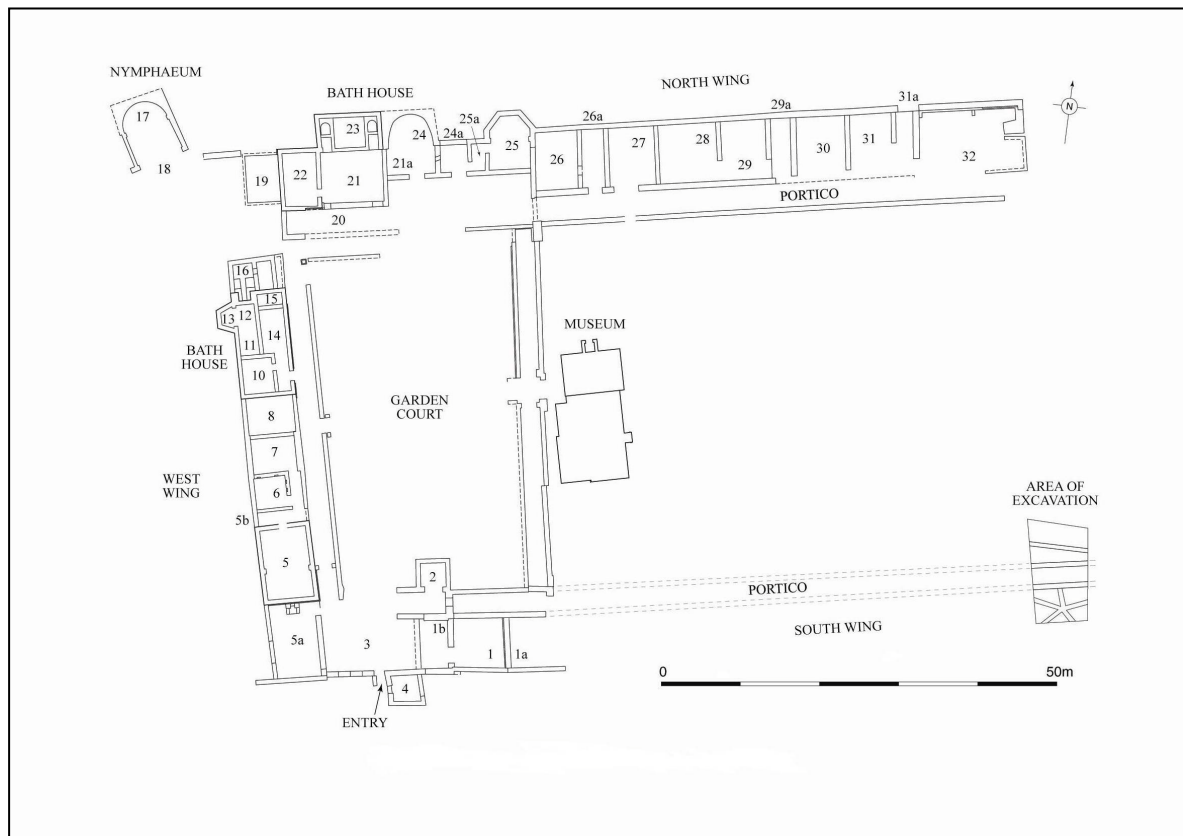 NYMPHAEUM
17
18
BATH HOUSE
23
24
24a
25a
25
21a
19
22
21
20
NORTH WING
26a
29a
31a
26
27
28
29
30
31
32
PORTICO
N
16
15
13
12
14
11
BATH
HOUSE
10
8
7
WEST
WING
6
5b
5
5a
GARDEN
COURT
MUSEUM
AREA OF
EXCAVATION
2
PORTICO
SOUTH WING
3
1b
1
1a
4
ENTRY
0
50m